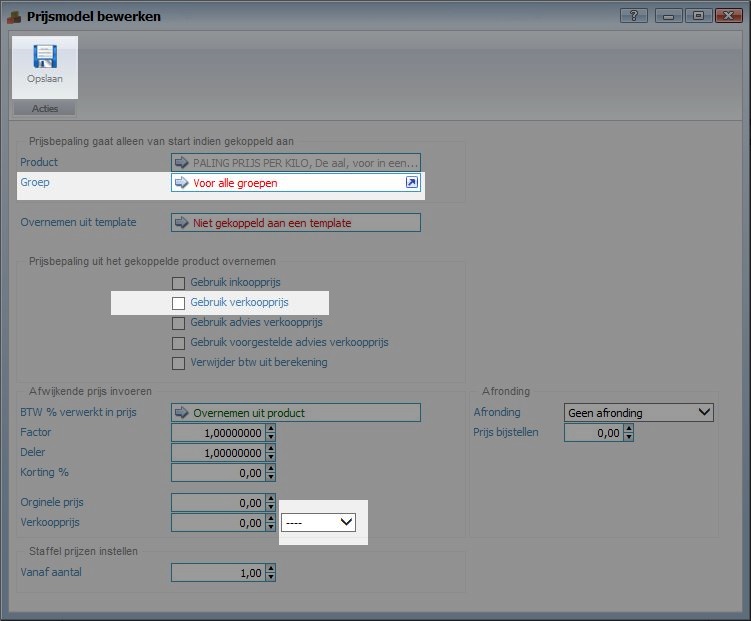 Prijsmodel bewerken
?
Opslaan
Acties
Prijsbepaling gaat alleen van start indien gekoppeld aan
Product PALING PRIJS PER KILO, De aal, voor in een...
Groep Voor alle groepen
Overnemen uit template Niet gekoppeld aan een template
Prijsbepaling uit het gekoppelde product overnemen
Gebruik inkoopprijs
Gebruik verkoopprijs
Gebruik advies verkoopprijs
Gebruik voorgestelde advies verkoopprijs
Verwijder btw uit berekening
Afwijkende prijs invoeren
BTW % verwerkt in prijs Overnemen uit product
Factor 1,00000000
Deler 1,00000000
Korting % 0,00
Orginele prijs 0,00
Verkoopprijs 0,00 ----
Afronding
Afronding Geen afronding
Prijs bijstellen 0,00
Staffel prijzen instellen
Vanaf aantal 1,00